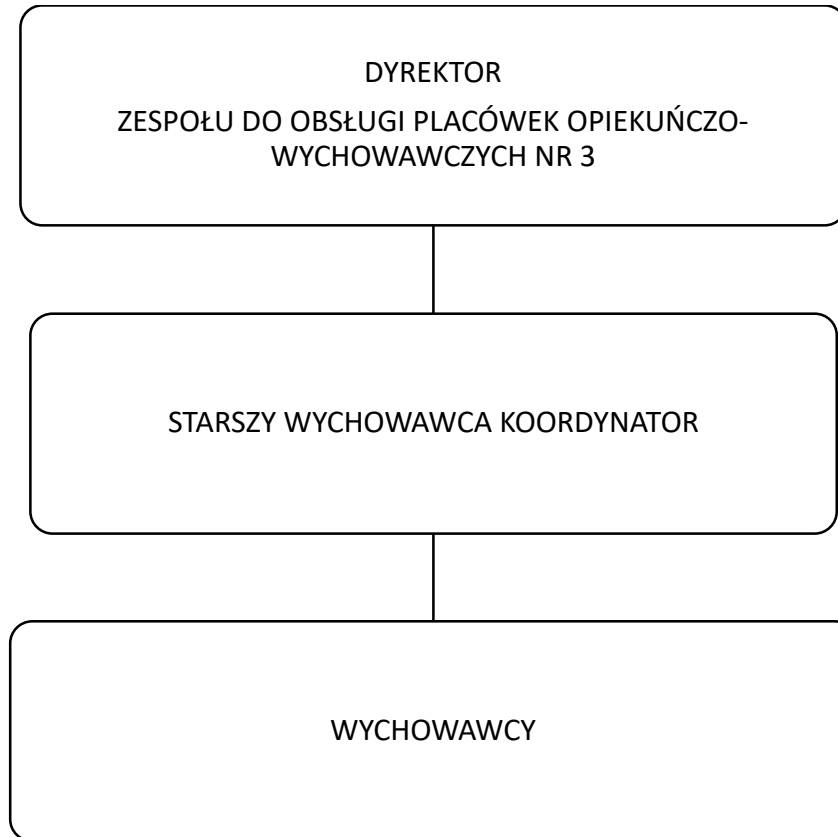 DYREKTOR
ZESPOŁU DO OBSŁUGI PLACÓWEK OPIEKUŃCZO-
WYCHOWAWCZYCH NR 3
STARSZY WYCHOWAWCA KOORDYNATOR
WYCHOWAWCY